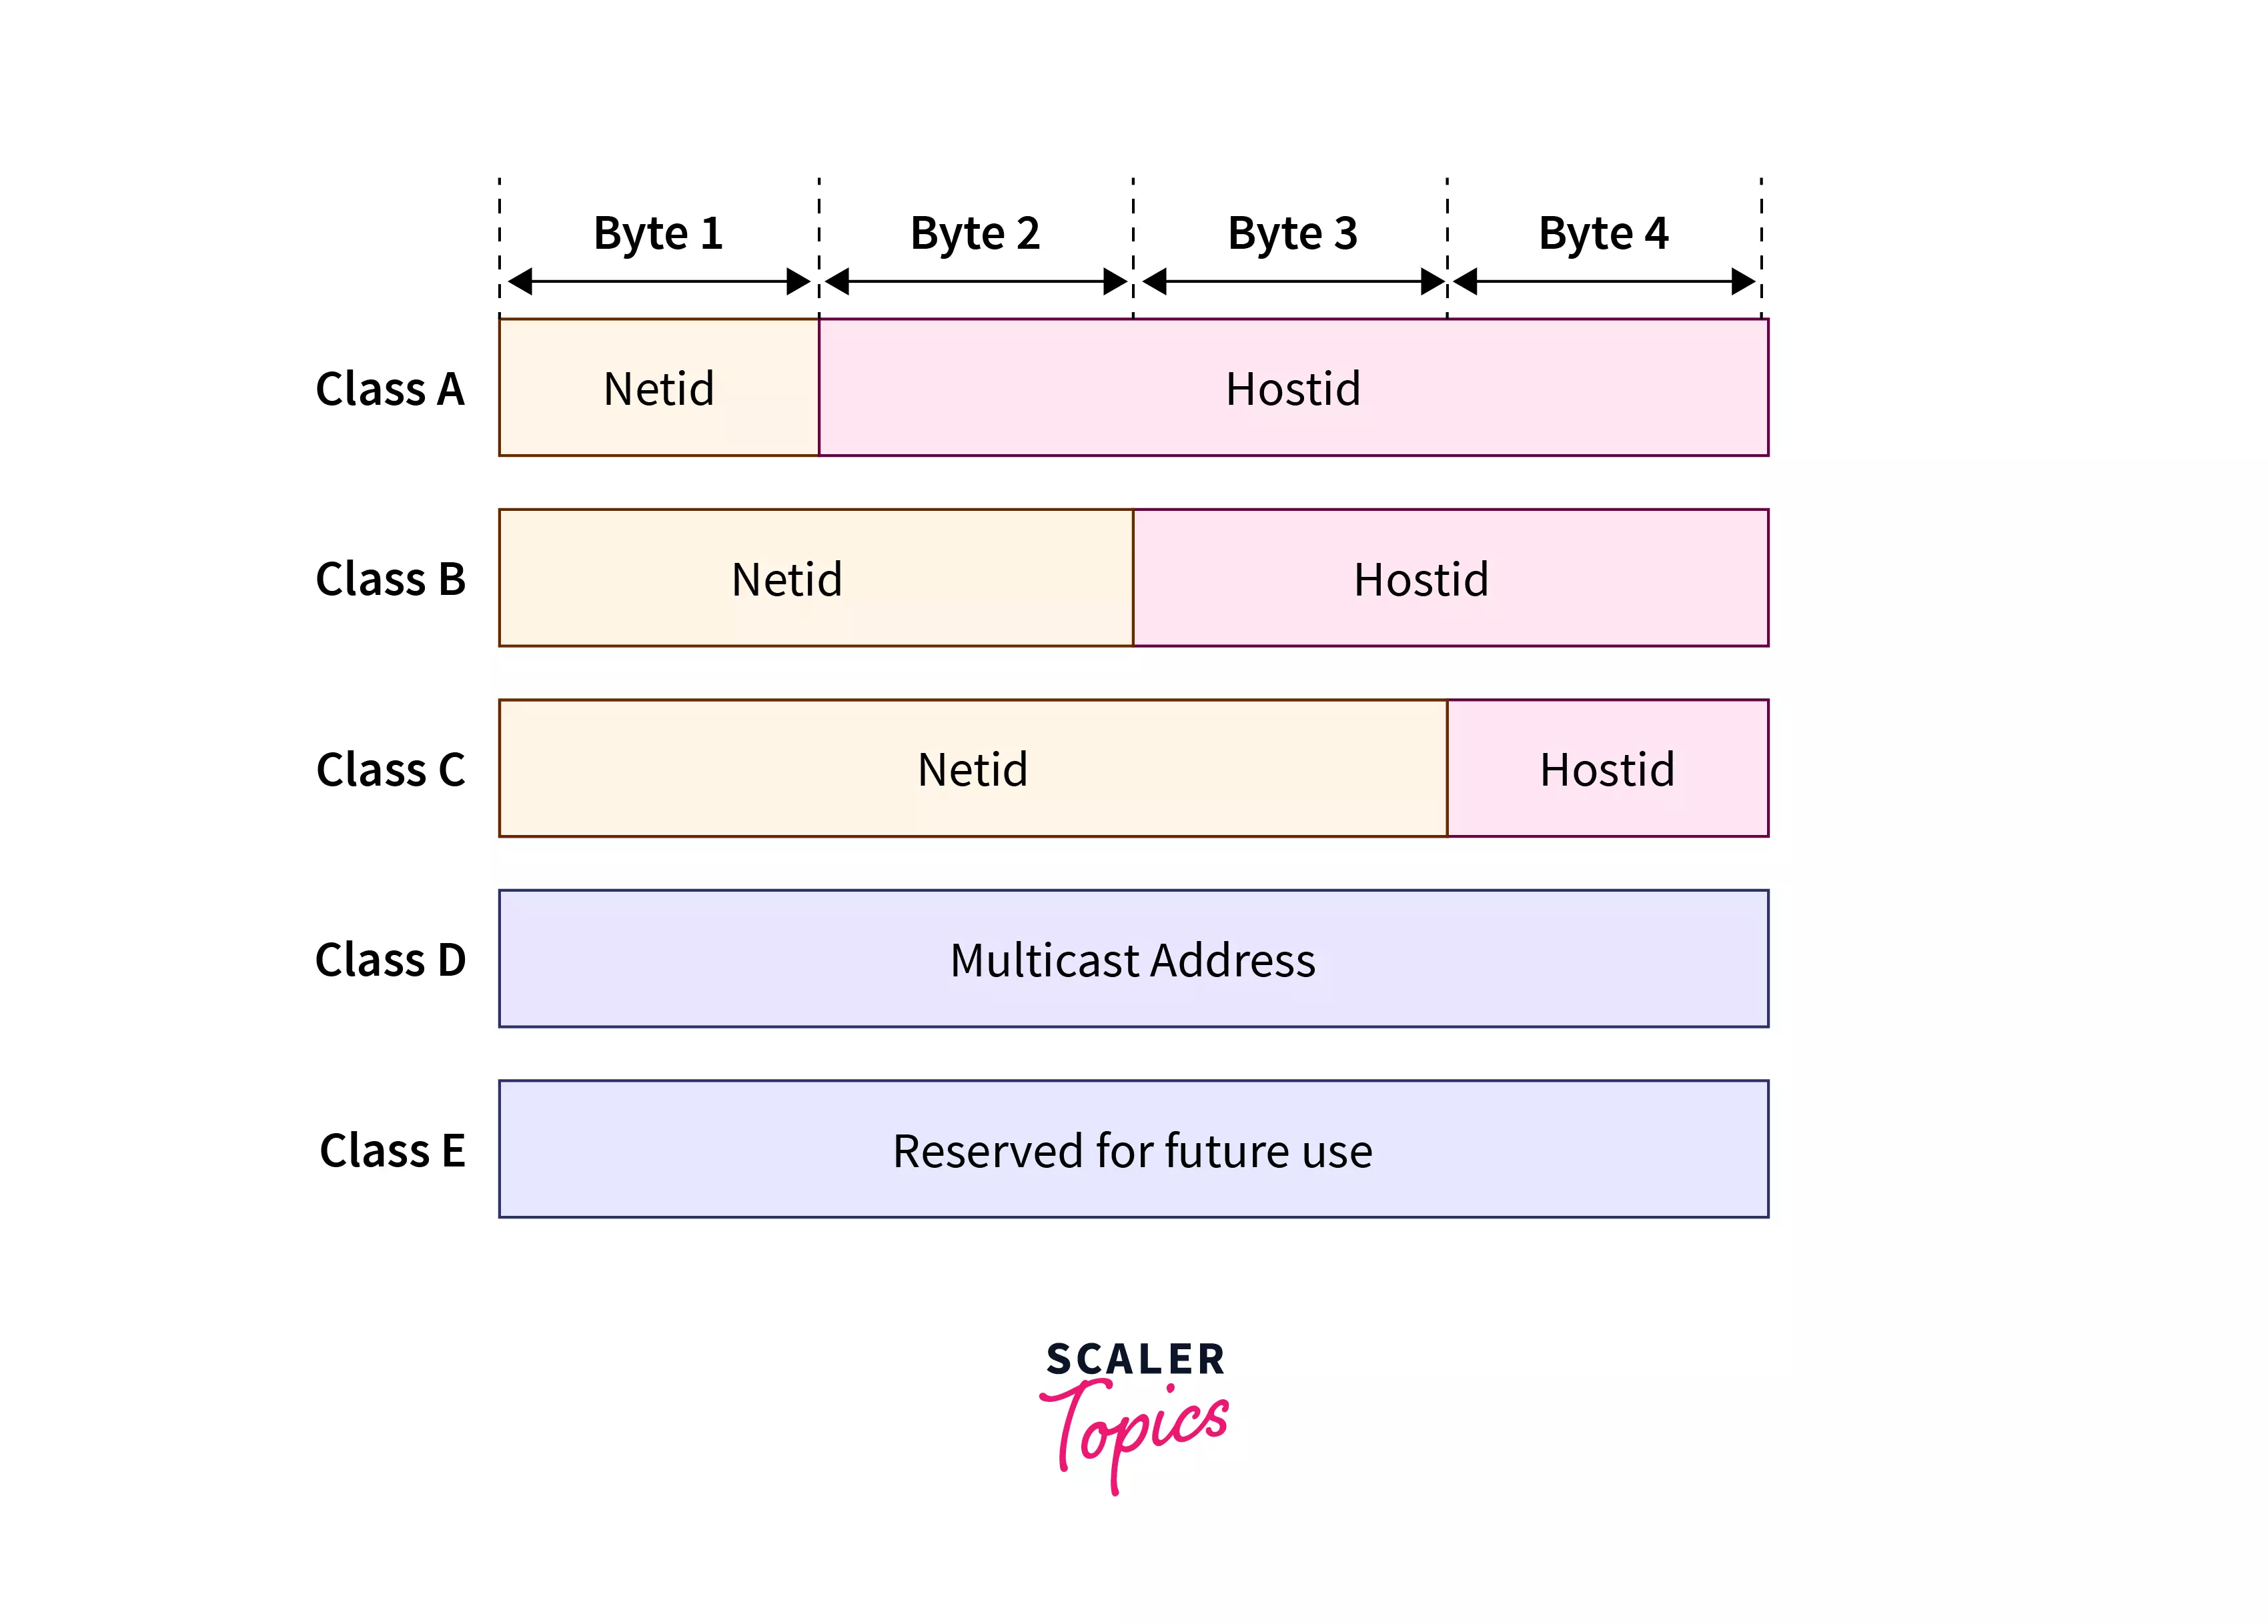 Byte 1 Byte 2 Byte 3 Byte 4
Class A Netid Hostid
Class B Netid Hostid
Class C Netid Hostid
Class D Multicast Address
Class E Reserved for future use
SCALER
Topics